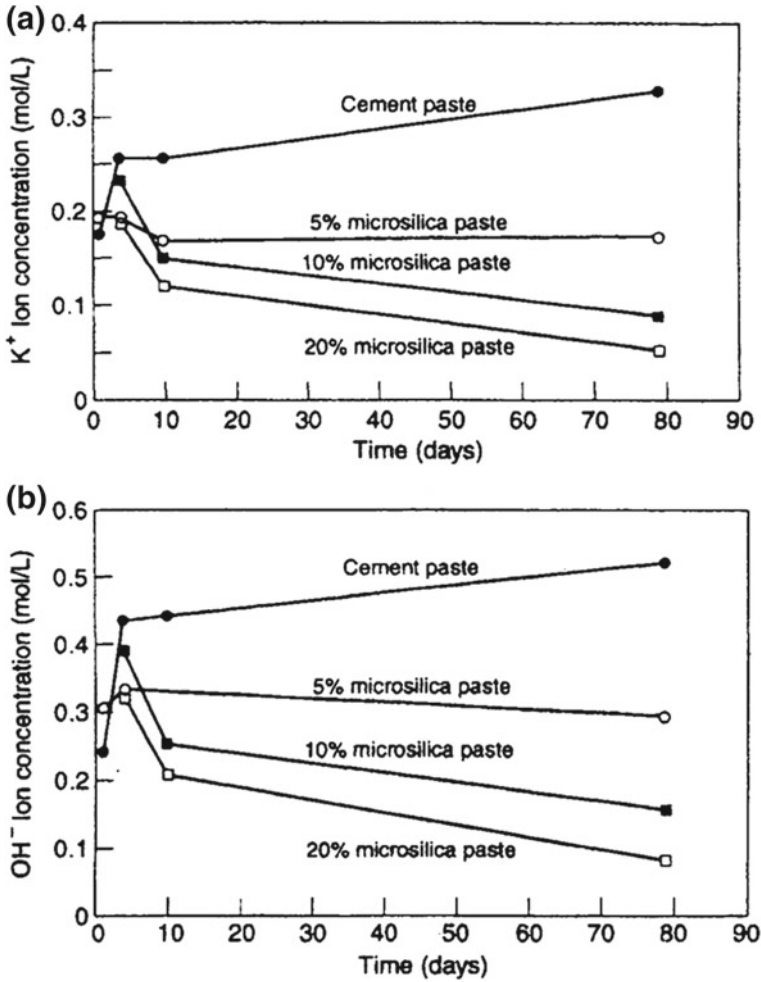 (a)
0.4
0.3
0.2
0.1
0
K⁺ Ion concentration (mol/L)
Cement paste
5% microsilica paste
10% microsilica paste
20% microsilica paste
0 10 20 30 40 50 60 70 80 90
Time (days)
(b)
0.6
0.5
0.4
0.3
0.2
0.1
0
OH⁻ Ion concentration (mol/L)
Cement paste
5% microsilica paste
10% microsilica paste
20% microsilica paste
0 10 20 30 40 50 60 70 80 90
Time (days)